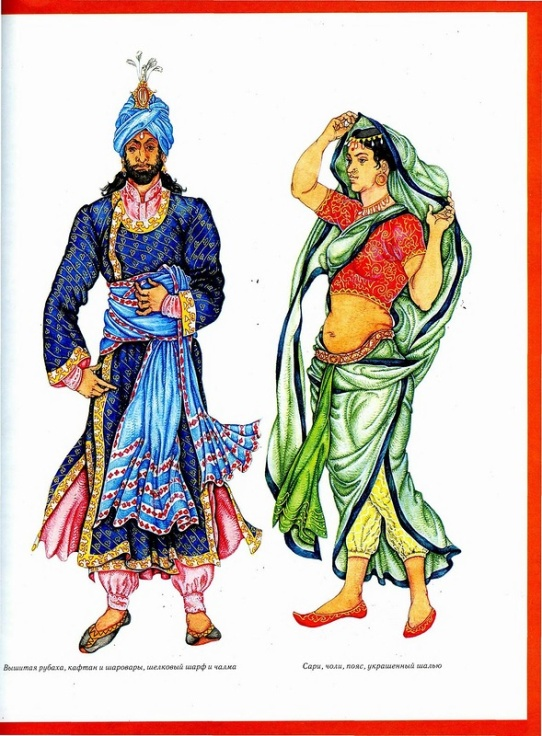 Вышитая рубаха, кафтан и шаровары, шелковый шарф и чалма
Сари, чоли, пояс, украшенный шалью